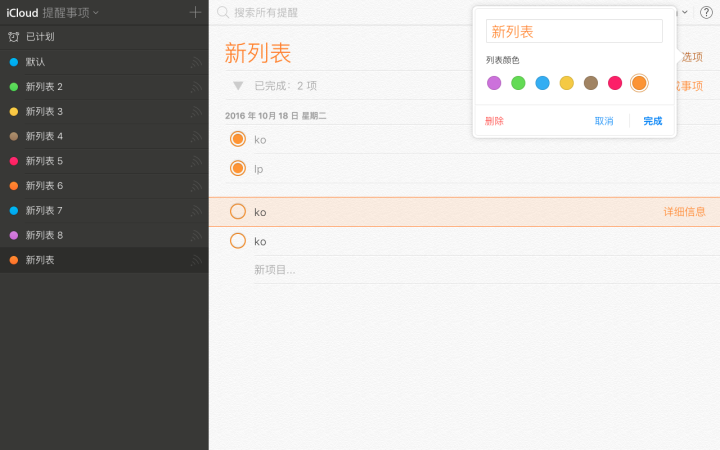 iCloud 提醒事项
已计划
默认
新列表 2
新列表 3
新列表 4
新列表 5
新列表 6
新列表 7
新列表 8
新列表
搜索所有提醒
?
新列表
选项
已完成：2 项
成事项
2016 年 10月 18 日 星期二
ko
lp
ko
详细信息
ko
新项目...
新列表
列表颜色
删除
取消
完成